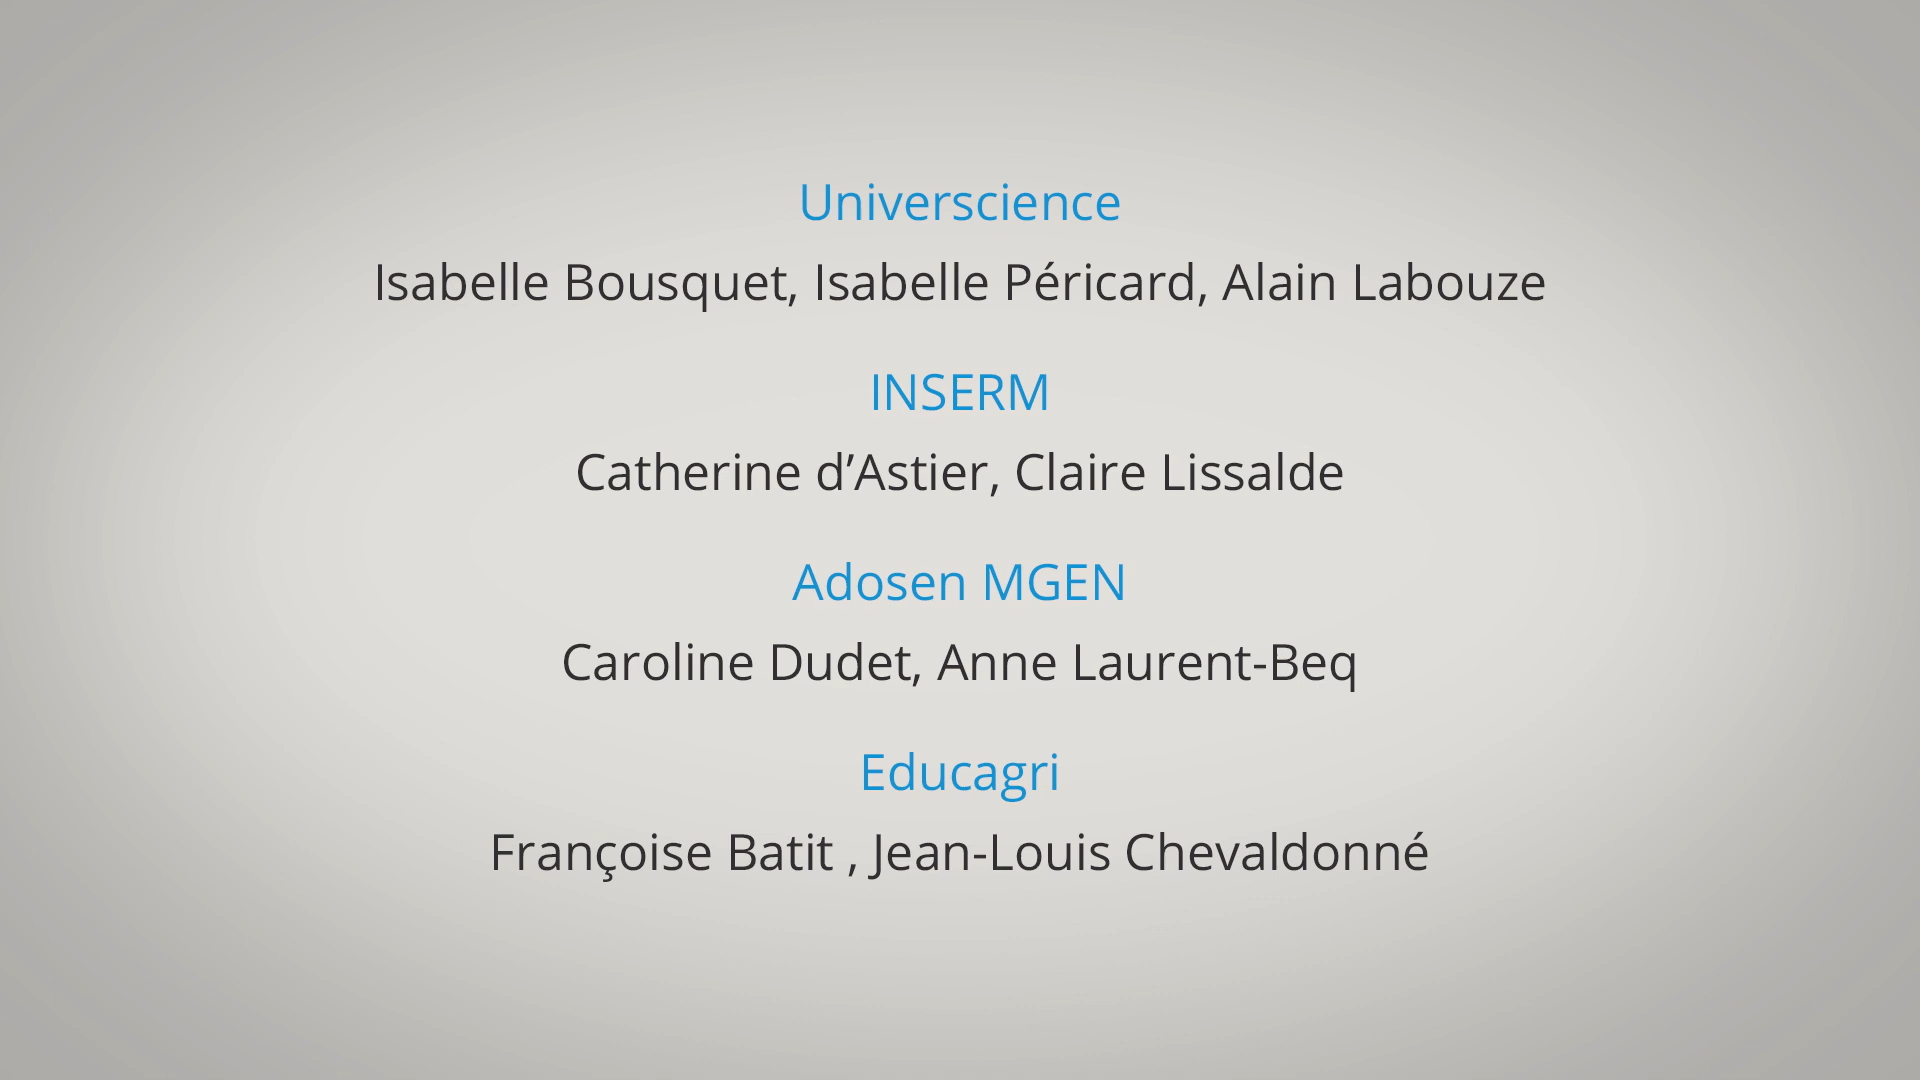 Universcience
Isabelle Bousquet, Isabelle Péricard, Alain Labouze
INSERM
Catherine d’Astier, Claire Lissalde
Adosen MGEN
Caroline Dudet, Anne Laurent-Beq
Educagri
Françoise Batit , Jean-Louis Chevaldonné